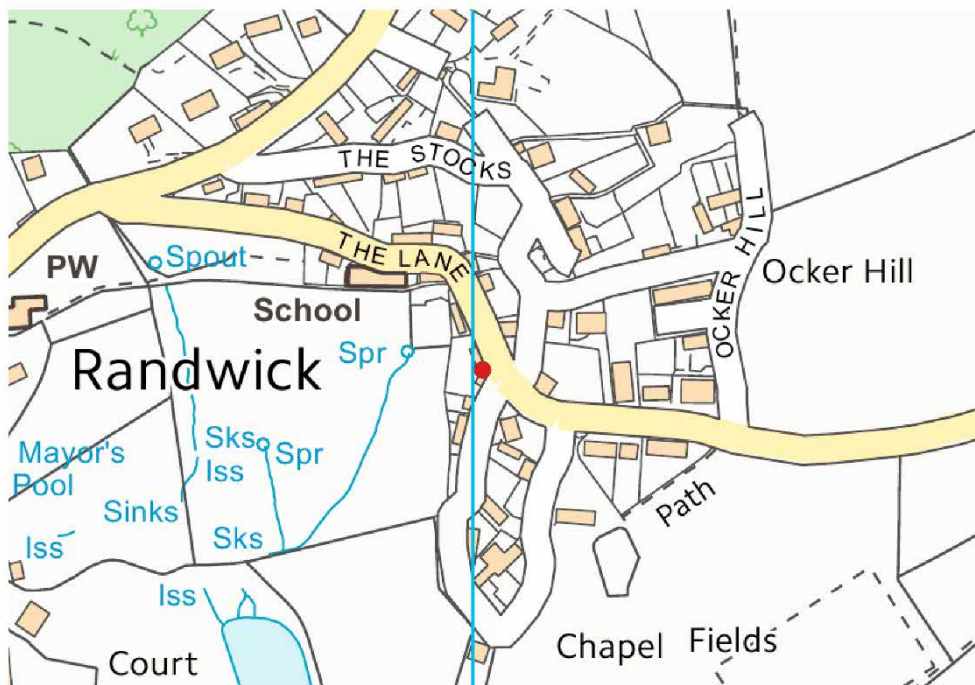 THE STOCKS
THE LANE
PW
Spout
School
OCKER HILL
Ocker Hill
Randwick
Spr
Sks
Iss
Spr
Mayor's
Pool
Sinks
Iss
Sks
Path
Iss
Court
Chapel Fields